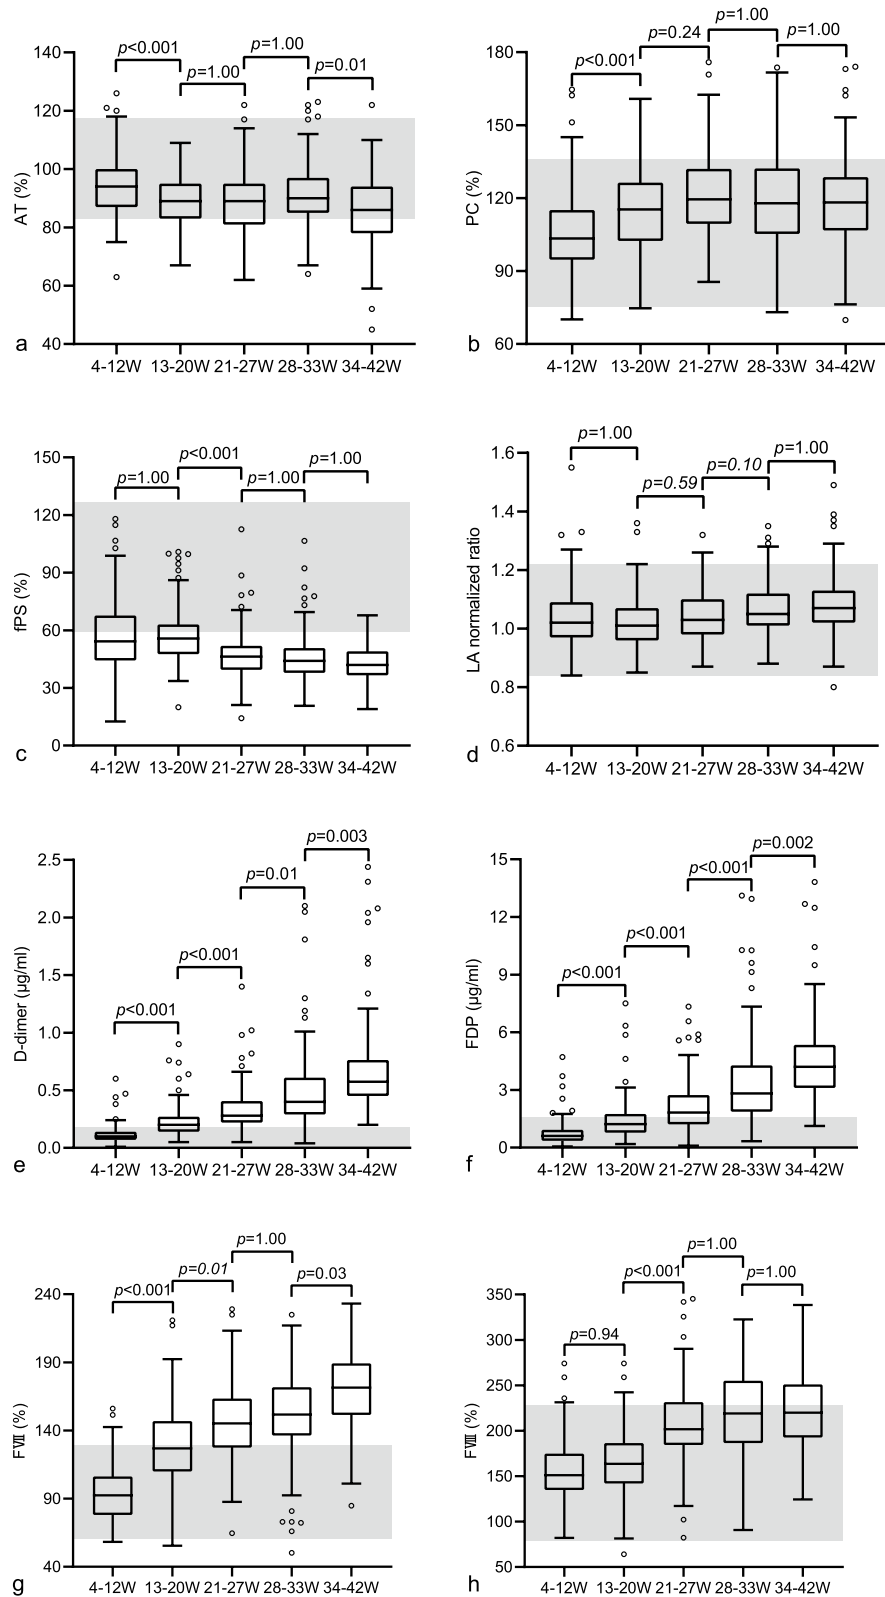 p<0.001
p=1.00
p=1.00
p=0.01
140
120
100
80
60
40
AT (%)
4-12W 13-20W 21-27W 28-33W 34-42W
a
p<0.001
p=0.24
p=1.00
p=1.00
180
150
120
90
60
PC (%)
4-12W 13-20W 21-27W 28-33W 34-42W
b
p=1.00
p<0.001
p=1.00
p=1.00
150
120
90
60
30
0
fPS (%)
4-12W 13-20W 21-27W 28-33W 34-42W
c
p=1.00
p=0.59
p=0.10
p=1.00
1.6
1.4
1.2
1.0
0.8
0.6
LA normalized ratio
4-12W 13-20W 21-27W 28-33W 34-42W
d
p<0.001
p<0.001
p=0.01
p=0.003
2.5
2.0
1.5
1.0
0.5
0.0
D-dimer (μg/ml)
4-12W 13-20W 21-27W 28-33W 34-42W
e
p<0.001
p<0.001
p<0.001
p=0.002
15
12
9
6
3
0
FDP (μg/ml)
4-12W 13-20W 21-27W 28-33W 34-42W
f
p<0.001
p=0.01
p=1.00
p=0.03
240
190
140
90
40
FⅦ (%)
4-12W 13-20W 21-27W 28-33W 34-42W
g
p=0.94
p<0.001
p=1.00
p=1.00
350
300
250
200
150
100
50
FⅧ (%)
4-12W 13-20W 21-27W 28-33W 34-42W
h